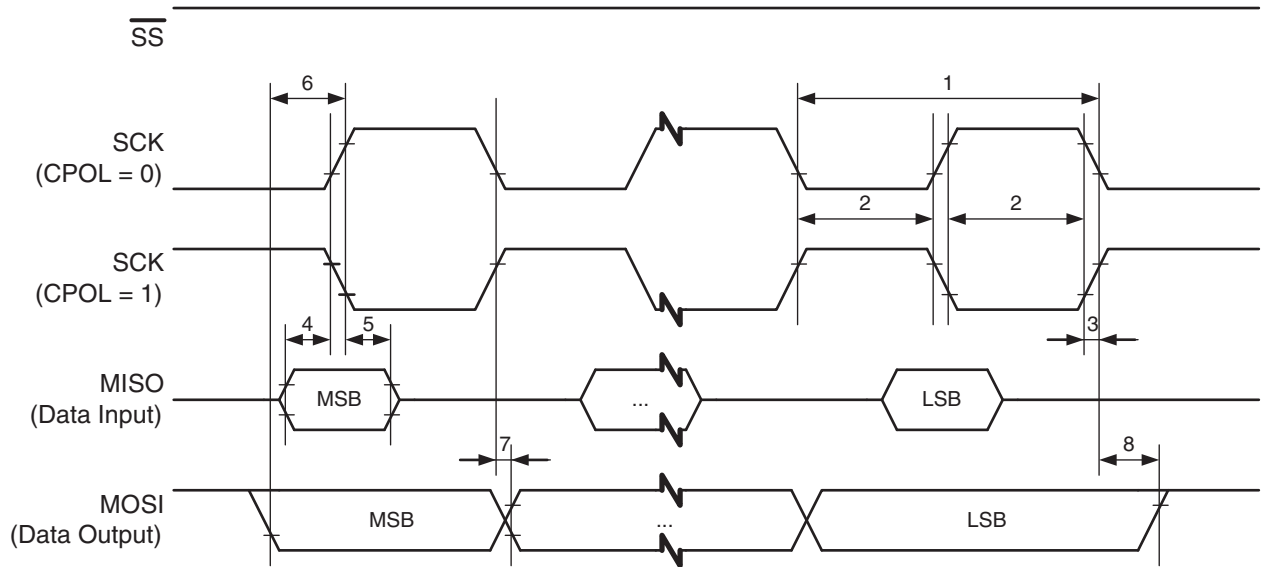 SS
6
1
SCK
(CPOL = 0)
2
2
SCK
(CPOL = 1)
4
5
3
MISO
(Data Input)
MSB
...
LSB
7
8
MOSI
(Data Output)
MSB
...
LSB